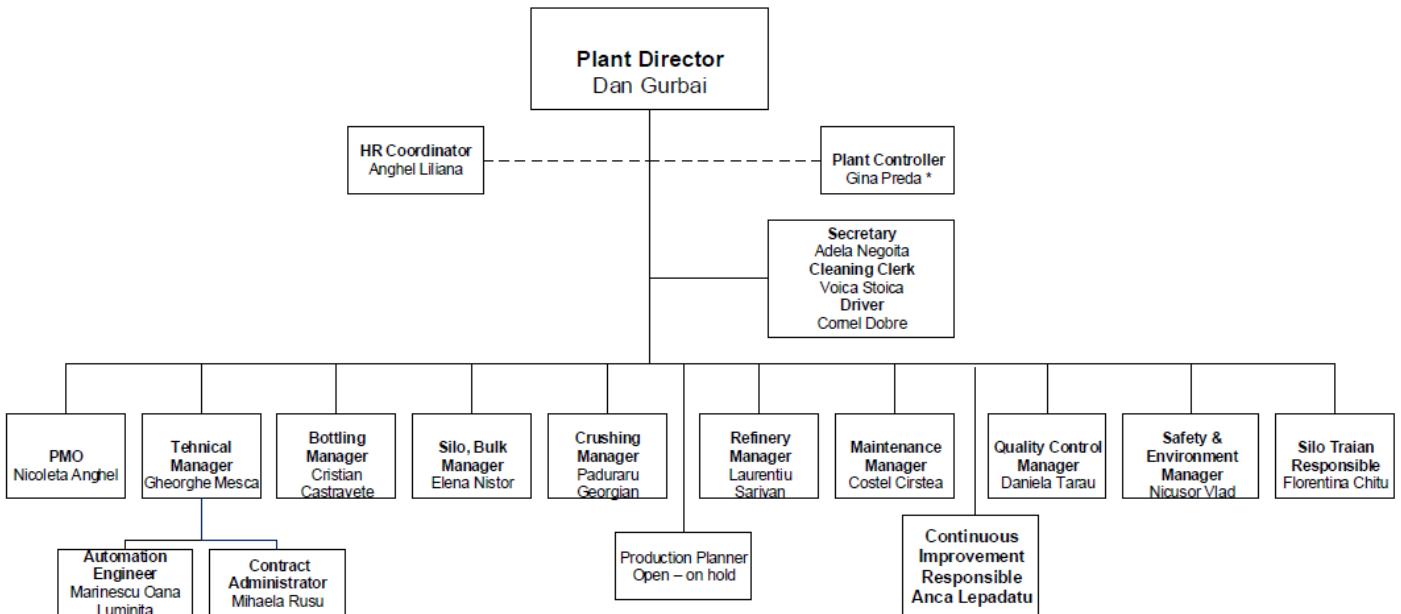 Plant Director
Dan Gurbai
HR Coordinator
Anghel Liliana
Plant Controller
Gina Preda *
Secretary
Adela Negoita
Cleaning Clerk
Voica Stoica
Driver
Cornel Dobre
PMO
Nicoleta Anghel
Tehnical
Manager
Gheorghe Mesca
Bottling
Manager
Cristian
Castravete
Silo, Bulk
Manager
Elena Nistor
Crushing
Manager
Paduraru
Georgian
Refinery
Manager
Laurentiu
Sarivan
Maintenance
Manager
Costel Cirstea
Quality Control
Manager
Daniela Tarau
Safety &
Environment
Manager
Nicusor Vlad
Silo Traian
Responsible
Florentina Chitu
Automation
Engineer
Marinescu Oana
Luminita
Contract
Administrator
Mihaela Rusu
Production Planner
Open – on hold
Continuous
Improvement
Responsible
Anca Lepadatu